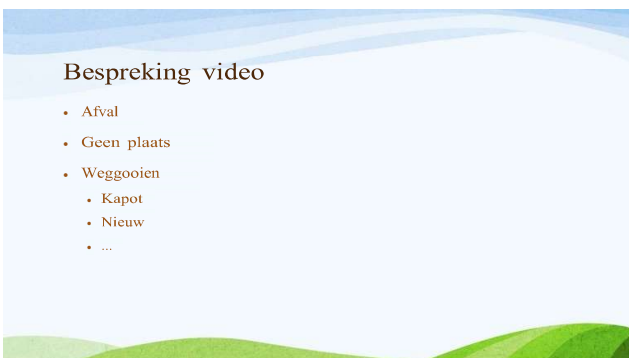 Bespreking video
• Afval
• Geen plaats
• Weggooien
• Kapot
• Nieuw
• ...